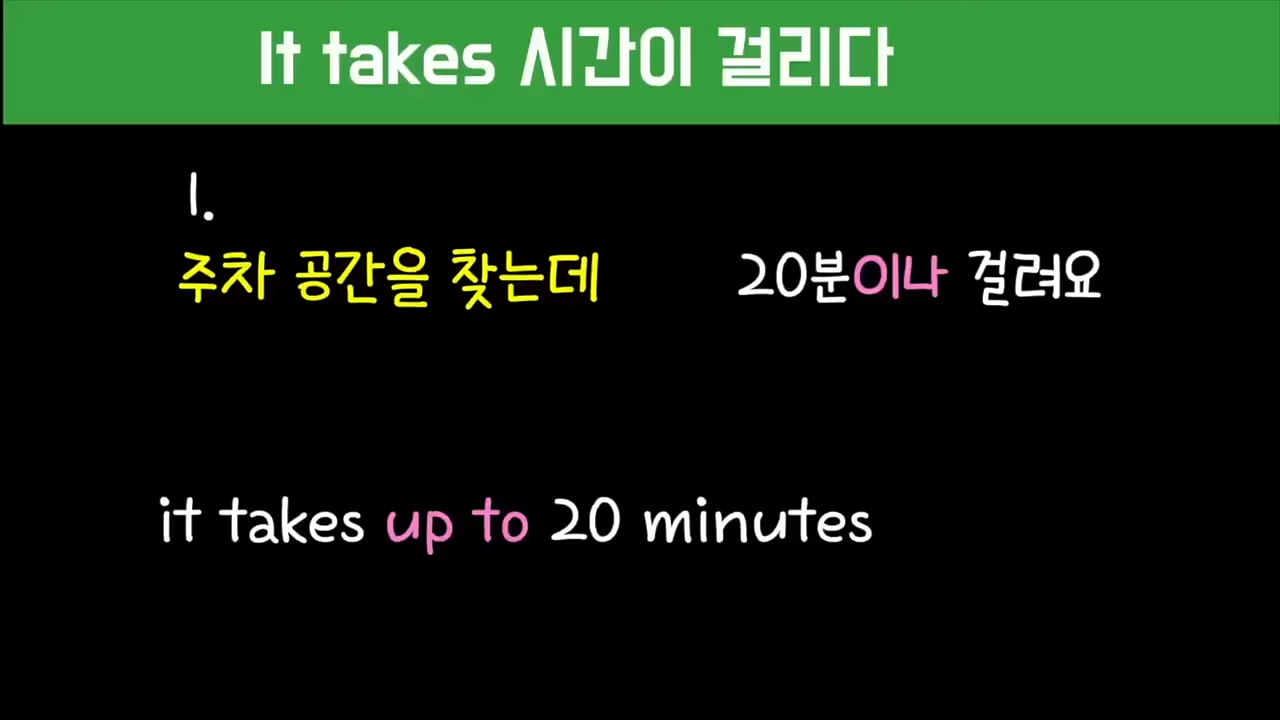 It takes 시간이 걸리다
1.
주차 공간을 찾는데 20분이나 걸려요
it takes up to 20 minutes